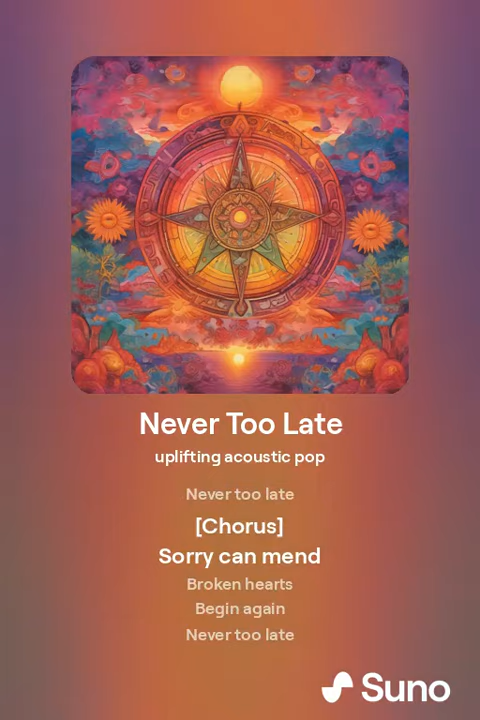 Never Too Late
uplifting acoustic pop
Never too late
[Chorus]
Sorry can mend
Broken hearts
Begin again
Never too late
Suno